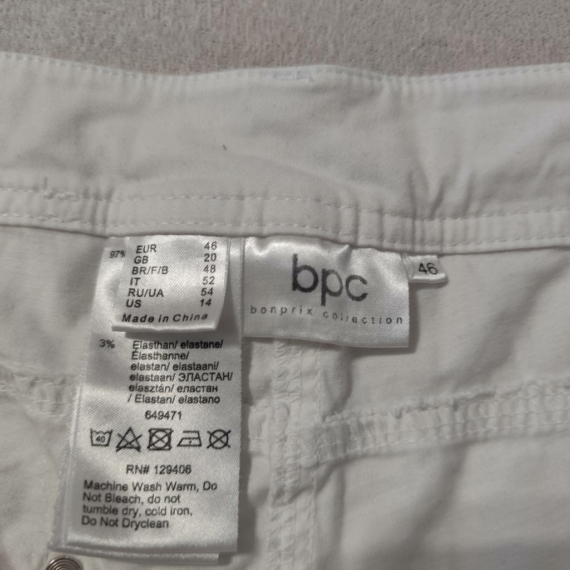 97%
EUR 46
GB 20
BR/F/B 48
IT 52
RU/UA 54
US 14
Made in China
bpc
bonprix collection
46
3% Elasthan/ elastane/
Élasthanne/
elastan/ elastaani/
elastaan/ ЭЛАСТАН/
elasztán/ еластан
/ Elastan/ elastano
649471
40
RN# 129406
Machine Wash Warm, Do
Not Bleach, do not
tumble dry, cold iron,
Do Not Dryclean